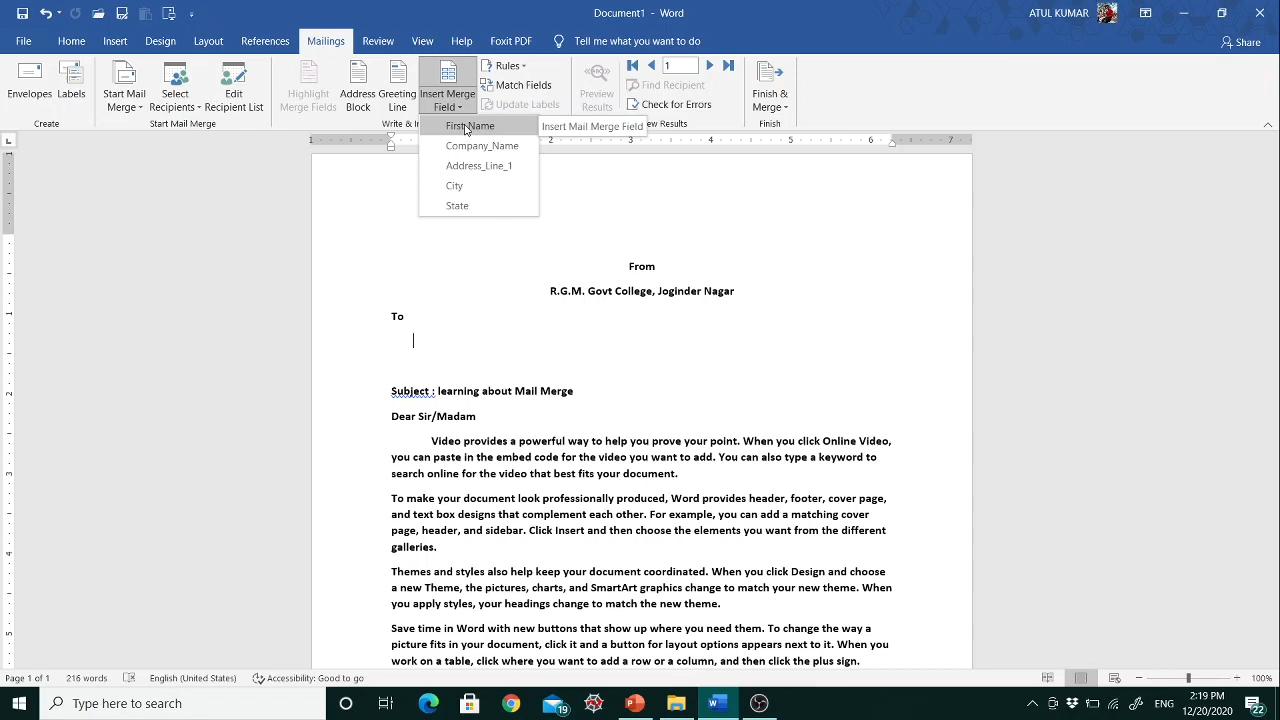 Document1 - Word
ATUL KUMAR
File Home Insert Draw Design Layout References Mailings Review View Help Foxit PDF Tell me what you want to do
Share
Envelopes Labels Start Mail Merge Select Recipients Edit Recipient List Highlight Merge Fields Address Block Greeting Line Insert Merge Field Rules Match Fields Update Labels Preview Results 1 Find Recipient Check for Errors Finish & Merge
Create Start Mail Merge Write & In ew Results Finish
First_Name Insert Mail Merge Field
Company_Name
Address_Line_1
City
State
1 3 4 5 6 7
From
R.G.M. Govt College, Joginder Nagar
To
Subject : learning about Mail Merge
Dear Sir/Madam
Video provides a powerful way to help you prove your point. When you click Online Video,
you can paste in the embed code for the video you want to add. You can also type a keyword to
search online for the video that best fits your document.
To make your document look professionally produced, Word provides header, footer, cover page,
and text box designs that complement each other. For example, you can add a matching cover
page, header, and sidebar. Click Insert and then choose the elements you want from the different
galleries.
Themes and styles also help keep your document coordinated. When you click Design and choose
a new Theme, the pictures, charts, and SmartArt graphics change to match your new theme. When
you apply styles, your headings change to match the new theme.
Save time in Word with new buttons that show up where you need them. To change the way a
picture fits in your document, click it and a button for layout options appears next to it. When you
work on a table, click where you want to add a row or a column, and then click the plus sign.
Page 1 of 1 216 words English (United States) Accessibility: Good to go 100%
Type here to search 19 2:19 PM
12/20/2020